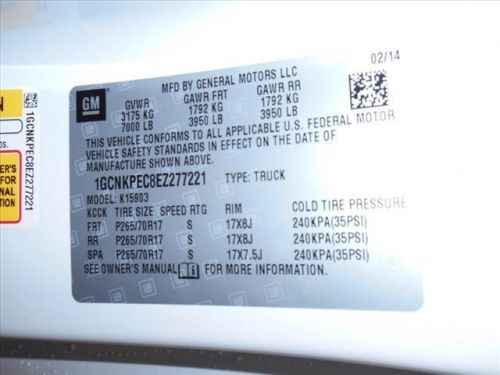 02/14
MFD BY GENERAL MOTORS LLC
GM
GVWR GAWR FRT GAWR RR
3175 KG 1792 KG 1792 KG
7000 LB 3950 LB 3950 LB
THIS VEHICLE CONFORMS TO ALL APPLICABLE U.S. FEDERAL MOTOR
VEHICLE SAFETY STANDARDS IN EFFECT ON THE DATE OF
MANUFACTURE SHOWN ABOVE.
1GCNKPEC8EZ277221 TYPE: TRUCK
MODEL: K15903
KCCK TIRE SIZE SPEED RTG RIM COLD TIRE PRESSURE
FRT P265/70R17 S 17X8J 240KPA(35PSI)
RR P265/70R17 S 17X8J 240KPA(35PSI)
SPA P265/70R17 S 17X7.5J 240KPA(35PSI)
SEE OWNER'S MANUAL FOR MORE INFORMATION.
1GCNKPEC8EZ277221